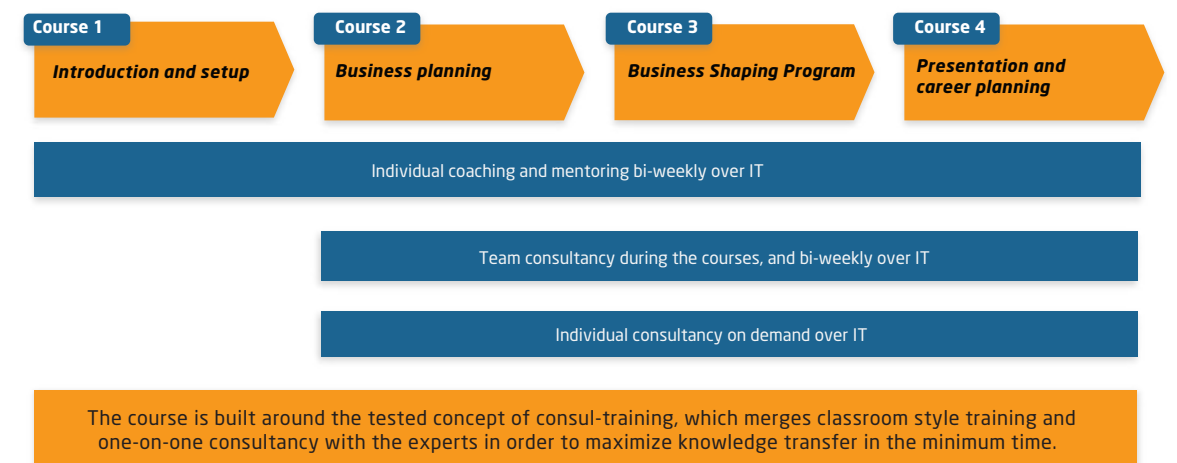 Course 1
Introduction and setup
Course 2
Business planning
Course 3
Business Shaping Program
Course 4
Presentation and
career planning
Individual coaching and mentoring bi-weekly over IT
Team consultancy during the courses, and bi-weekly over IT
Individual consultancy on demand over IT
The course is built around the tested concept of consul-training, which merges classroom style training and
one-on-one consultancy with the experts in order to maximize knowledge transfer in the minimum time.